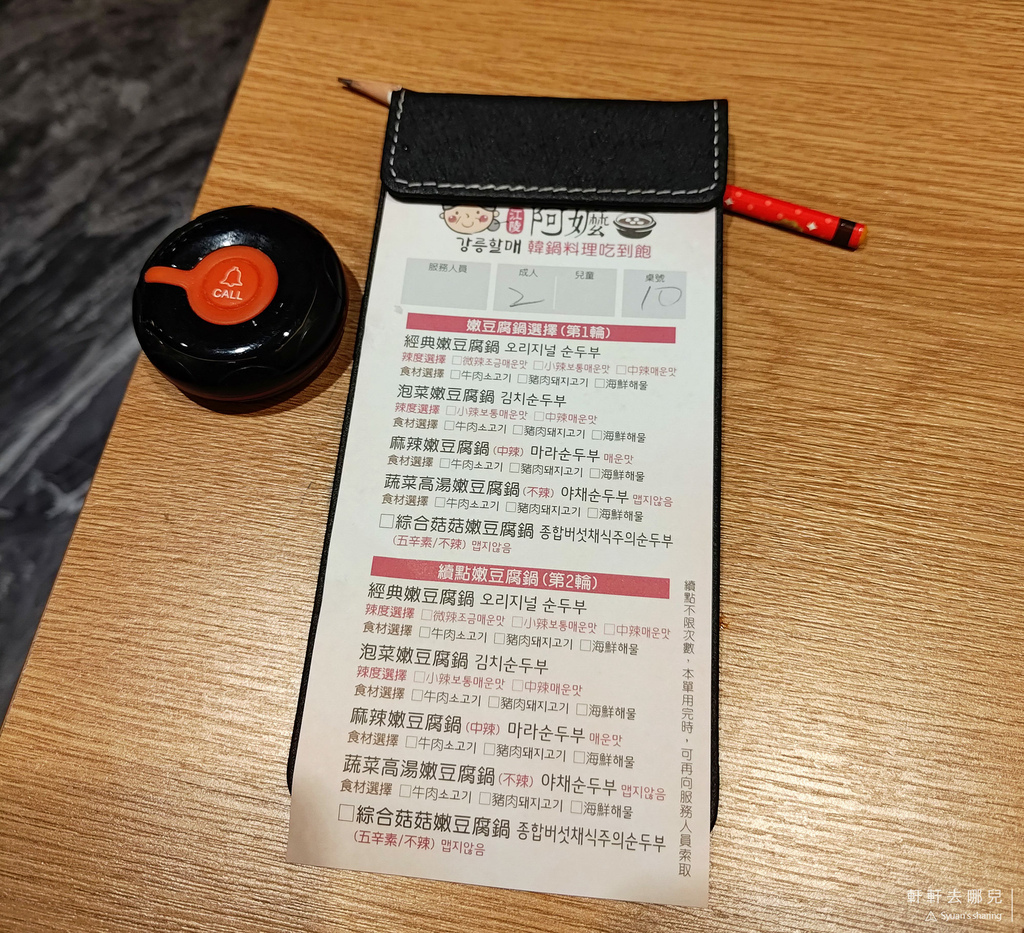 江陵 阿嬤
강릉할매 韓鍋料理吃到飽
服務人員 成人 兒童 桌號
2 10
嫩豆腐鍋選擇(第1輪)
經典嫩豆腐鍋 오리지널 순두부
辣度選擇 □微辣조금매운맛 □小辣보통매운맛 □中辣매운맛
食材選擇 □牛肉소고기 □豬肉돼지고기 □海鮮해물
泡菜嫩豆腐鍋 김치순두부
辣度選擇 □小辣보통매운맛 □中辣매운맛
食材選擇 □牛肉소고기 □豬肉돼지고기 □海鮮해물
麻辣嫩豆腐鍋(中辣) 마라순두부 매운맛
食材選擇 □牛肉소고기 □豬肉돼지고기 □海鮮해물
蔬菜高湯嫩豆腐鍋(不辣) 야채순두부 맵지않음
食材選擇 □牛肉소고기 □豬肉돼지고기 □海鮮해물
□綜合菇菇嫩豆腐鍋 종합버섯채식주의순두부
(五辛素/不辣) 맵지않음
續點嫩豆腐鍋(第2輪)
經典嫩豆腐鍋 오리지널 순두부
辣度選擇 □微辣조금매운맛 □小辣보통매운맛 □中辣매운맛
食材選擇 □牛肉소고기 □豬肉돼지고기 □海鮮해물
泡菜嫩豆腐鍋 김치순두부
辣度選擇 □小辣보통매운맛 □中辣매운맛
食材選擇 □牛肉소고기 □豬肉돼지고기 □海鮮해물
麻辣嫩豆腐鍋(中辣) 마라순두부 매운맛
食材選擇 □牛肉소고기 □豬肉돼지고기 □海鮮해물
蔬菜高湯嫩豆腐鍋(不辣) 야채순두부 맵지않음
食材選擇 □牛肉소고기 □豬肉돼지고기 □海鮮해물
□綜合菇菇嫩豆腐鍋 종합버섯채식주의순두부
(五辛素/不辣) 맵지않음
續點不限次數，本單用完時，可再向服務人員索取
CALL
軒軒去哪兒
Syuan's sharing